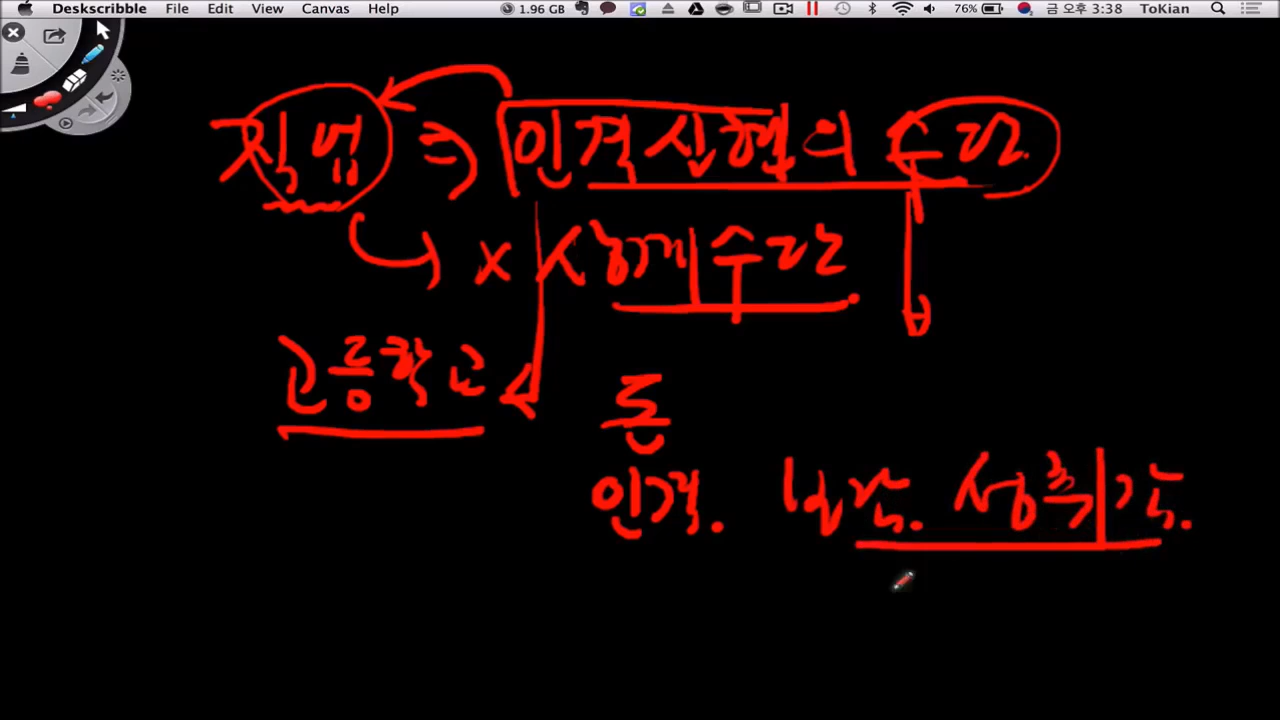 Deskscribble File Edit View Canvas Help 1.96 GB 76% 금 오후 3:38 ToKian
직업 ⇒ 인격실현의 수단.
× 생계수단.
고등학교
돈
인격. 보람. 성취감.